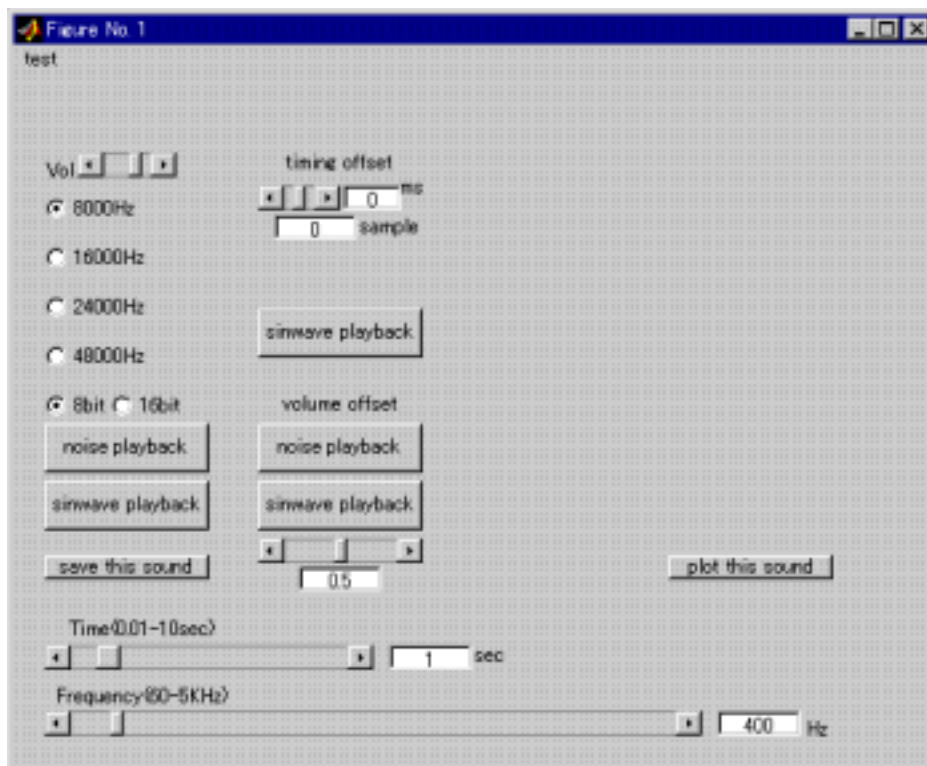 Figure No. 1
test
Vol
timing offset
0 ms
8000Hz
0 sample
16000Hz
24000Hz
sinwave playback
48000Hz
8bit 16bit
volume offset
noise playback
noise playback
sinwave playback
sinwave playback
save this sound
0.5
plot this sound
Time(0.01-10sec)
1 sec
Frequency(60-5KHz)
400 Hz